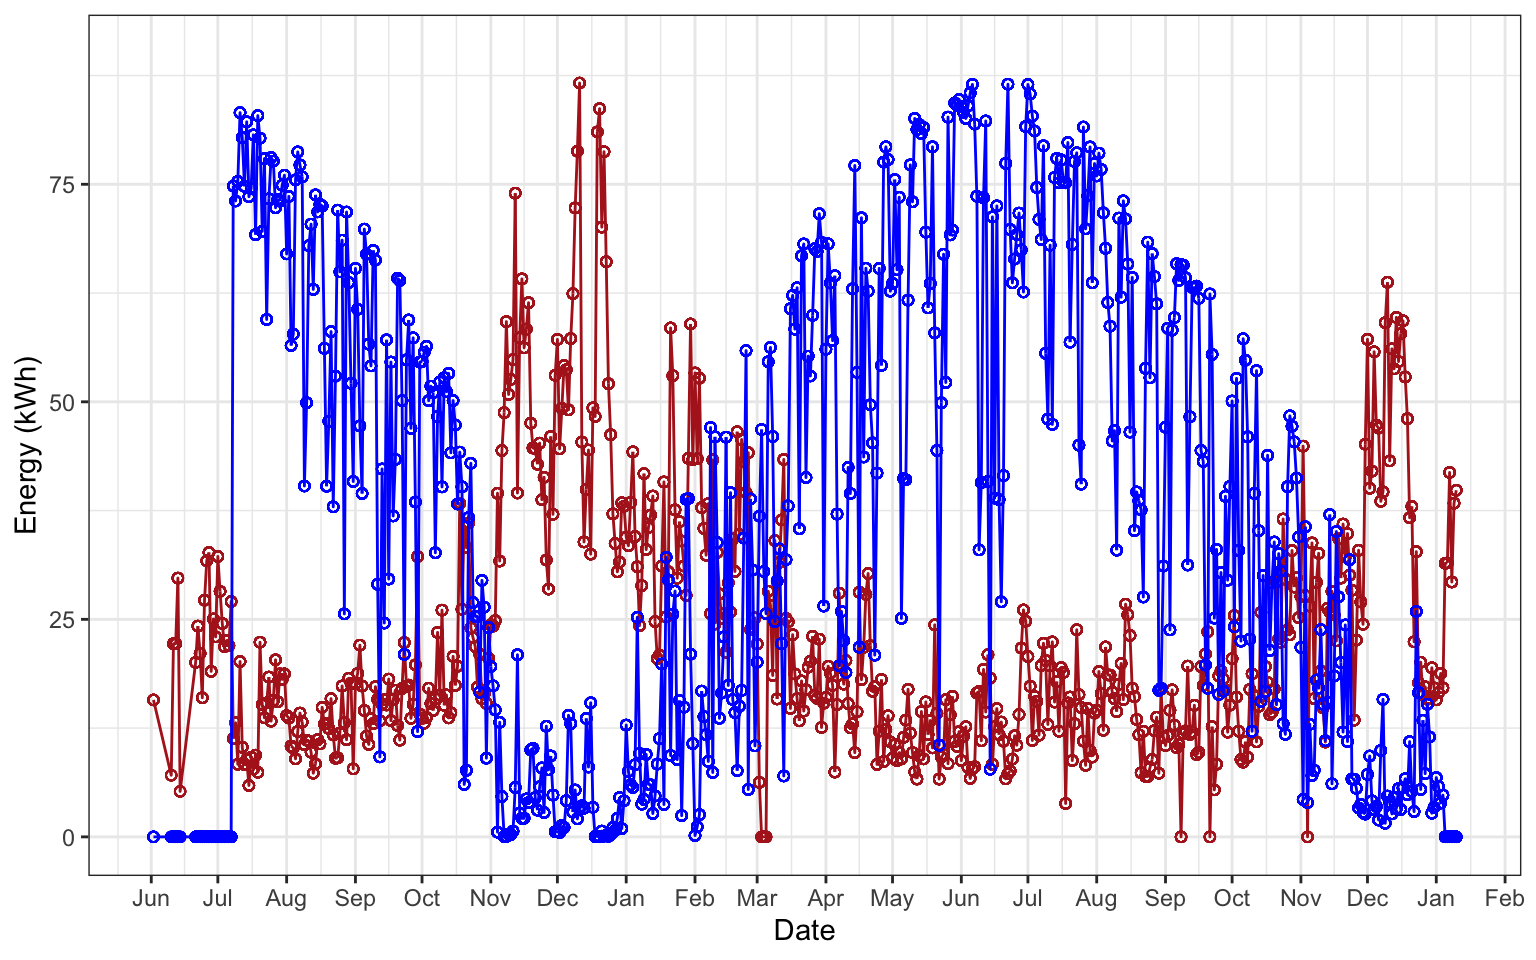 Energy (kWh)
75
50
25
0
Jun Jul Aug Sep Oct Nov Dec Jan Feb Mar Apr May Jun Jul Aug Sep Oct Nov Dec Jan Feb
Date